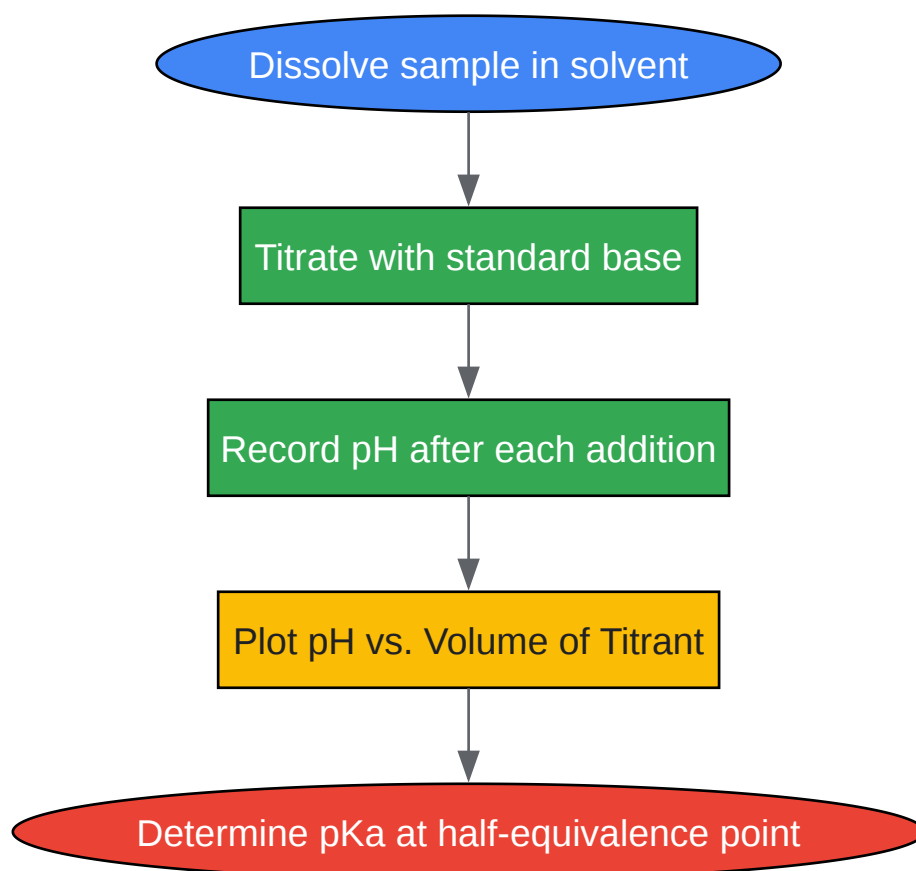 Dissolve sample in solvent
Titrate with standard base
Record pH after each addition
Plot pH vs. Volume of Titrant
Determine pKa at half-equivalence point